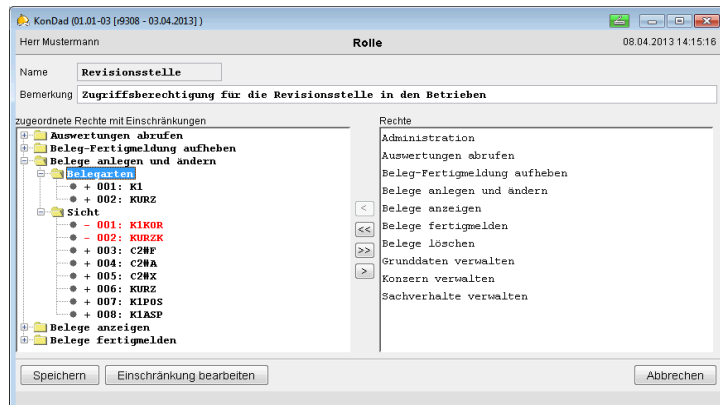 KonDad (01.01-03 [r9308 - 03.04.2013] )
Herr Mustermann
Rolle
08.04.2013 14:15:16
Name
Revisionsstelle
Bemerkung
Zugriffsberechtigung für die Revisionsstelle in den Betrieben
zugeordnete Rechte mit Einschränkungen
Auswertungen abrufen
Beleg-Fertigmeldung aufheben
Belege anlegen und ändern
Belegarten
+ 001: K1
+ 002: KURZ
Sicht
- 001: K1KOR
- 002: KURZK
+ 003: C2#F
+ 004: C2#A
+ 005: C2#X
+ 006: KURZ
+ 007: K1POS
+ 008: K1ASP
Belege anzeigen
Belege fertigmelden
<
<<
>>
>
Rechte
Administration
Auswertungen abrufen
Beleg-Fertigmeldung aufheben
Belege anlegen und ändern
Belege anzeigen
Belege fertigmelden
Belege löschen
Grunddaten verwalten
Konzern verwalten
Sachverhalte verwalten
Speichern
Einschränkung bearbeiten
Abbrechen